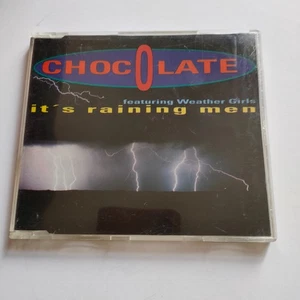 CHOCOLATE
featuring Weather Girls
it's raining men